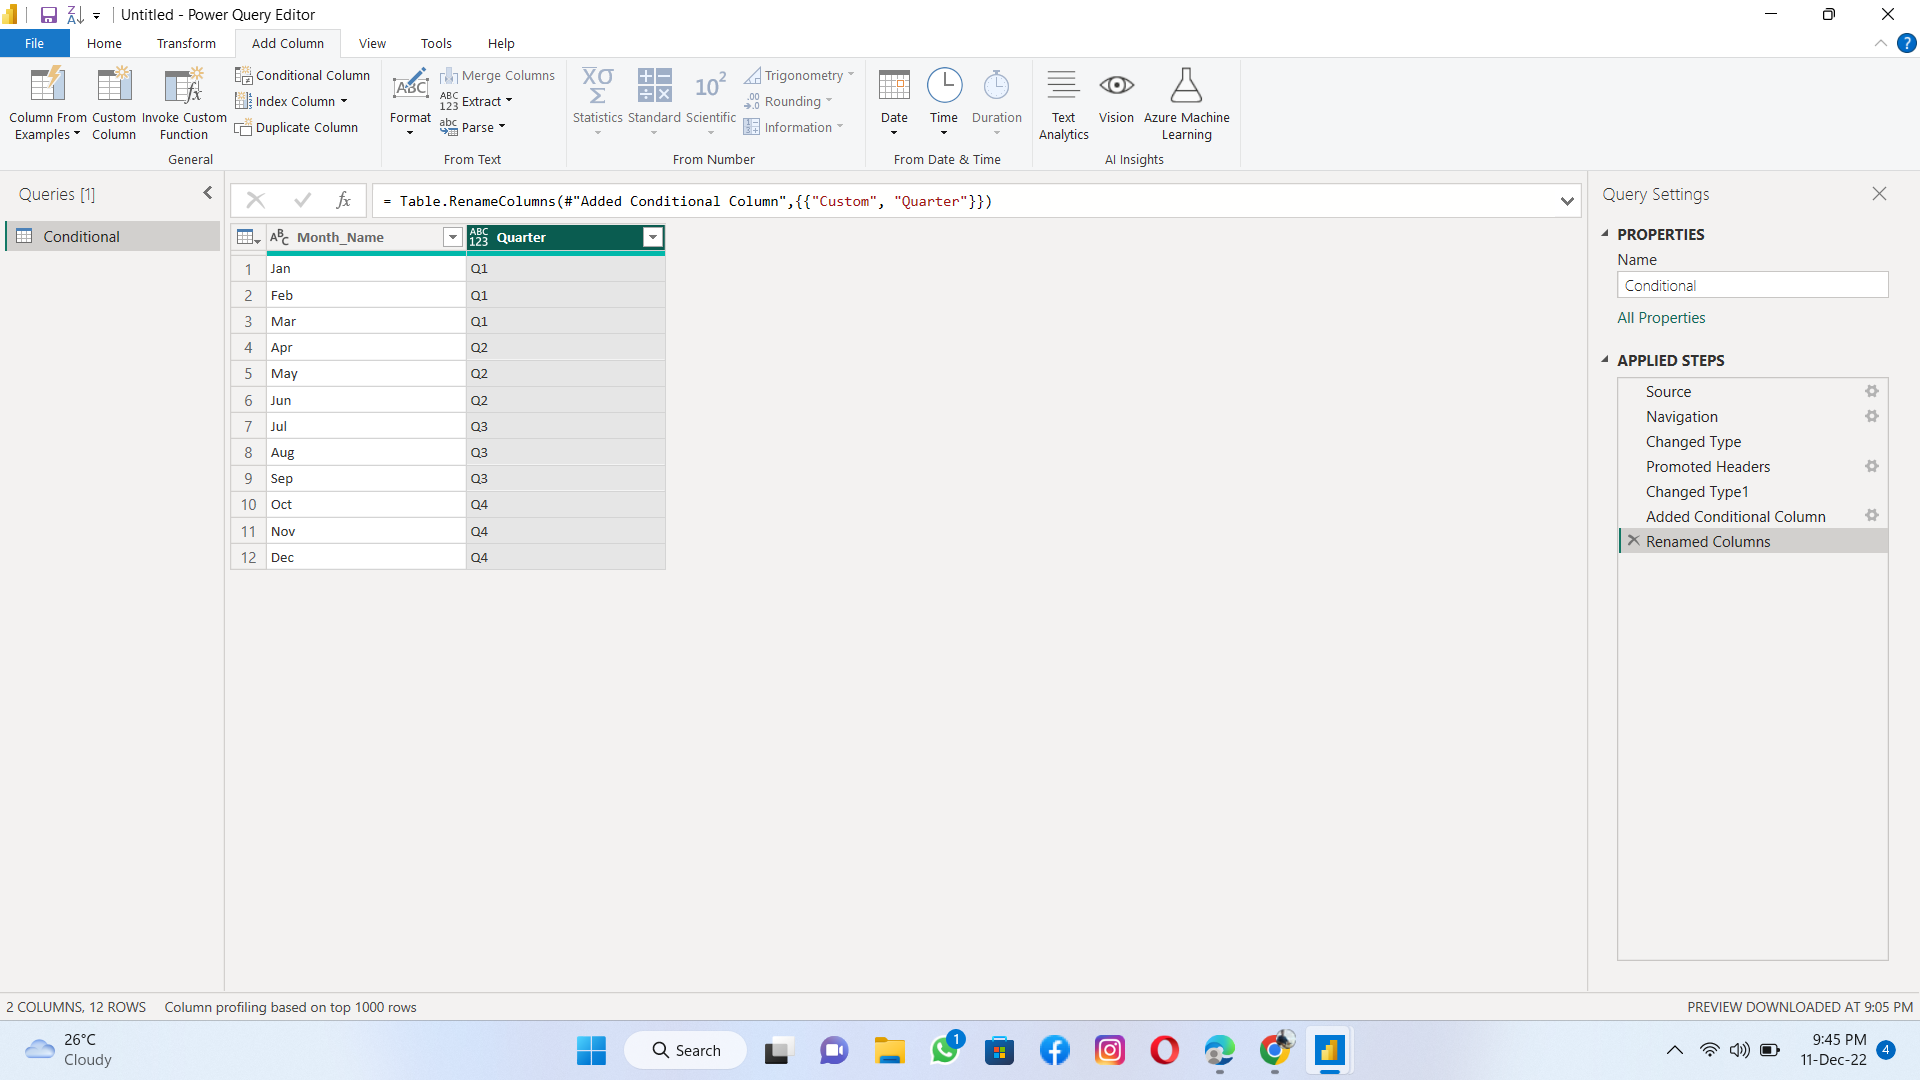 Untitled - Power Query Editor
File Home Transform Add Column View Tools Help
Column From Examples
Custom Column
Invoke Custom Function
Conditional Column
Index Column
Duplicate Column
General
Format
Merge Columns
Extract
Parse
From Text
Statistics
Standard
Scientific
10²
Trigonometry
Rounding
Information
From Number
Date
Time
Duration
From Date & Time
Text Analytics
Vision
Azure Machine Learning
AI Insights
Queries [1]
Conditional
fx
= Table.RenameColumns(#"Added Conditional Column",{{"Custom", "Quarter"}})
ABC Month_Name ABC 123 Quarter
1 Jan Q1
2 Feb Q1
3 Mar Q1
4 Apr Q2
5 May Q2
6 Jun Q2
7 Jul Q3
8 Aug Q3
9 Sep Q3
10 Oct Q4
11 Nov Q4
12 Dec Q4
Query Settings
PROPERTIES
Name
Conditional
All Properties
APPLIED STEPS
Source
Navigation
Changed Type
Promoted Headers
Changed Type1
Added Conditional Column
Renamed Columns
2 COLUMNS, 12 ROWS Column profiling based on top 1000 rows
PREVIEW DOWNLOADED AT 9:05 PM
26°C
Cloudy
Search
1
9:45 PM
11-Dec-22
4